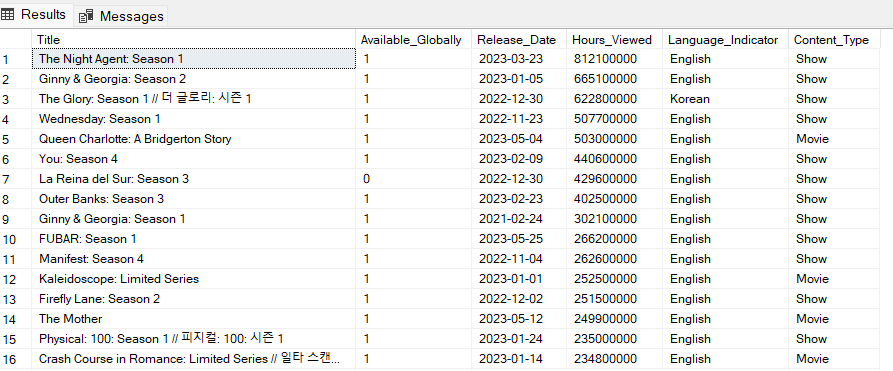 Results Messages
Title Available_Globally Release_Date Hours_Viewed Language_Indicator Content_Type
1 The Night Agent: Season 1 1 2023-03-23 812100000 English Show
2 Ginny & Georgia: Season 2 1 2023-01-05 665100000 English Show
3 The Glory: Season 1 // 더 글로리: 시즌 1 1 2022-12-30 622800000 Korean Show
4 Wednesday: Season 1 1 2022-11-23 507700000 English Show
5 Queen Charlotte: A Bridgerton Story 1 2023-05-04 503000000 English Movie
6 You: Season 4 1 2023-02-09 440600000 English Show
7 La Reina del Sur: Season 3 0 2022-12-30 429600000 English Show
8 Outer Banks: Season 3 1 2023-02-23 402500000 English Show
9 Ginny & Georgia: Season 1 1 2021-02-24 302100000 English Show
10 FUBAR: Season 1 1 2023-05-25 266200000 English Show
11 Manifest: Season 4 1 2022-11-04 262600000 English Show
12 Kaleidoscope: Limited Series 1 2023-01-01 252500000 English Movie
13 Firefly Lane: Season 2 1 2022-12-02 251500000 English Show
14 The Mother 1 2023-05-12 249900000 English Movie
15 Physical: 100: Season 1 // 피지컬: 100: 시즌 1 1 2023-01-24 235000000 English Show
16 Crash Course in Romance: Limited Series // 일타 스캔... 1 2023-01-14 234800000 English Movie